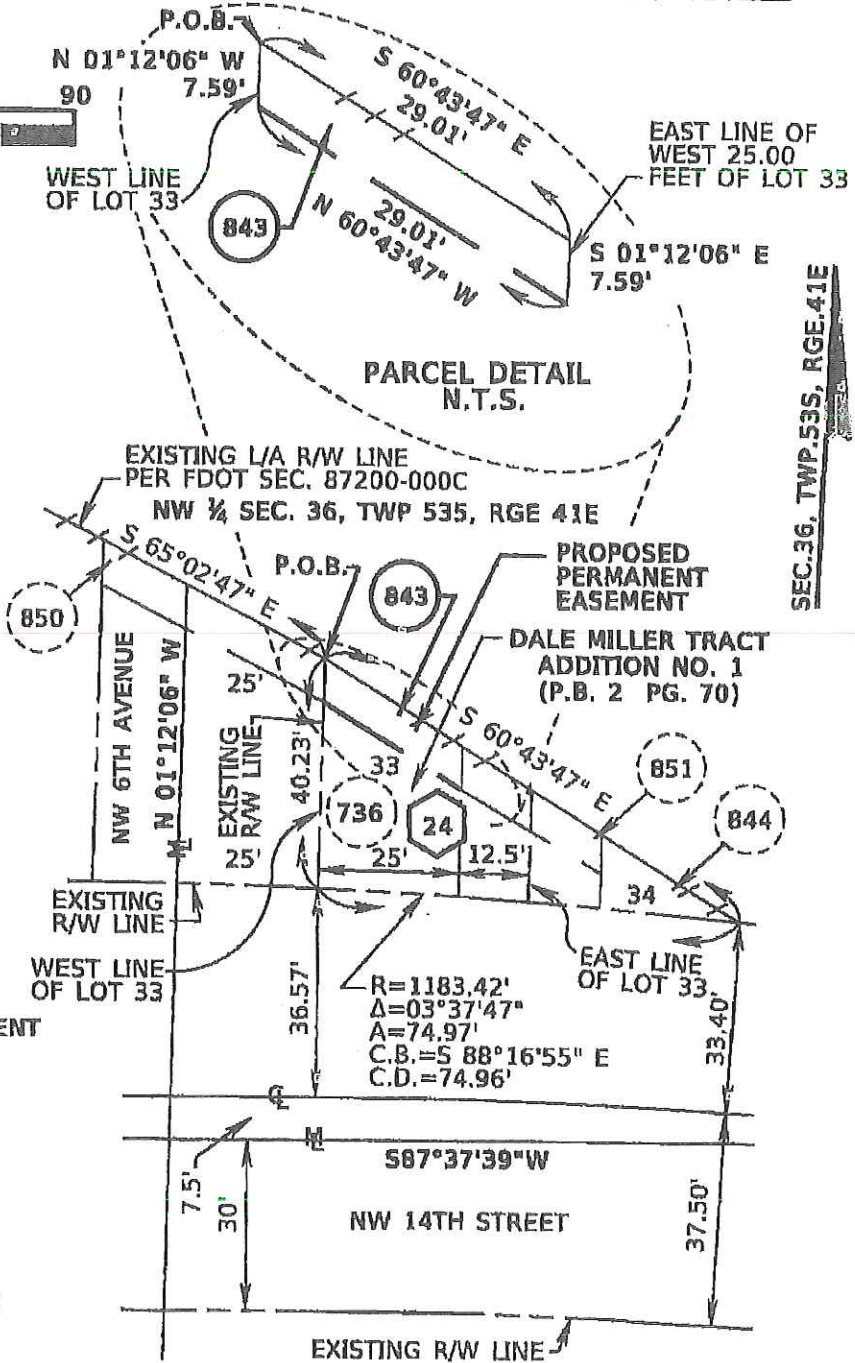 P.O.B.
N 01°12'06" W
7.59'
90
0
S 60°43'47" E
29.01'
EAST LINE OF
WEST 25.00
FEET OF LOT 33
WEST LINE
OF LOT 33
843
29.01'
N 60°43'47" W
S 01°12'06" E
7.59'
PARCEL DETAIL
N.T.S.
SEC.36, TWP.53S, RGE.41E
EXISTING L/A R/W LINE
PER FDOT SEC. 87200-000C
NW ¼ SEC. 36, TWP 53S, RGE 41E
S 65°02'47" E
P.O.B.
843
PROPOSED
PERMANENT
EASEMENT
850
DALE MILLER TRACT
ADDITION NO. 1
(P.B. 2 PG. 70)
NW 6TH AVENUE
N 01°12'06" W
25'
EXISTING
R/W LINE
40.23'
33
S 60°43'47" E
851
844
736
24
25'
25'
12.5'
34
EXISTING
R/W LINE
WEST LINE
OF LOT 33
EAST LINE
OF LOT 33
36.57'
R=1183.42'
Δ=03°37'47"
A=74.97'
C.B.=S 88°16'55" E
C.D.=74.96'
33.40'
ENT
S87°37'39"W
7.5'
30'
NW 14TH STREET
37.50'
EXISTING R/W LINE